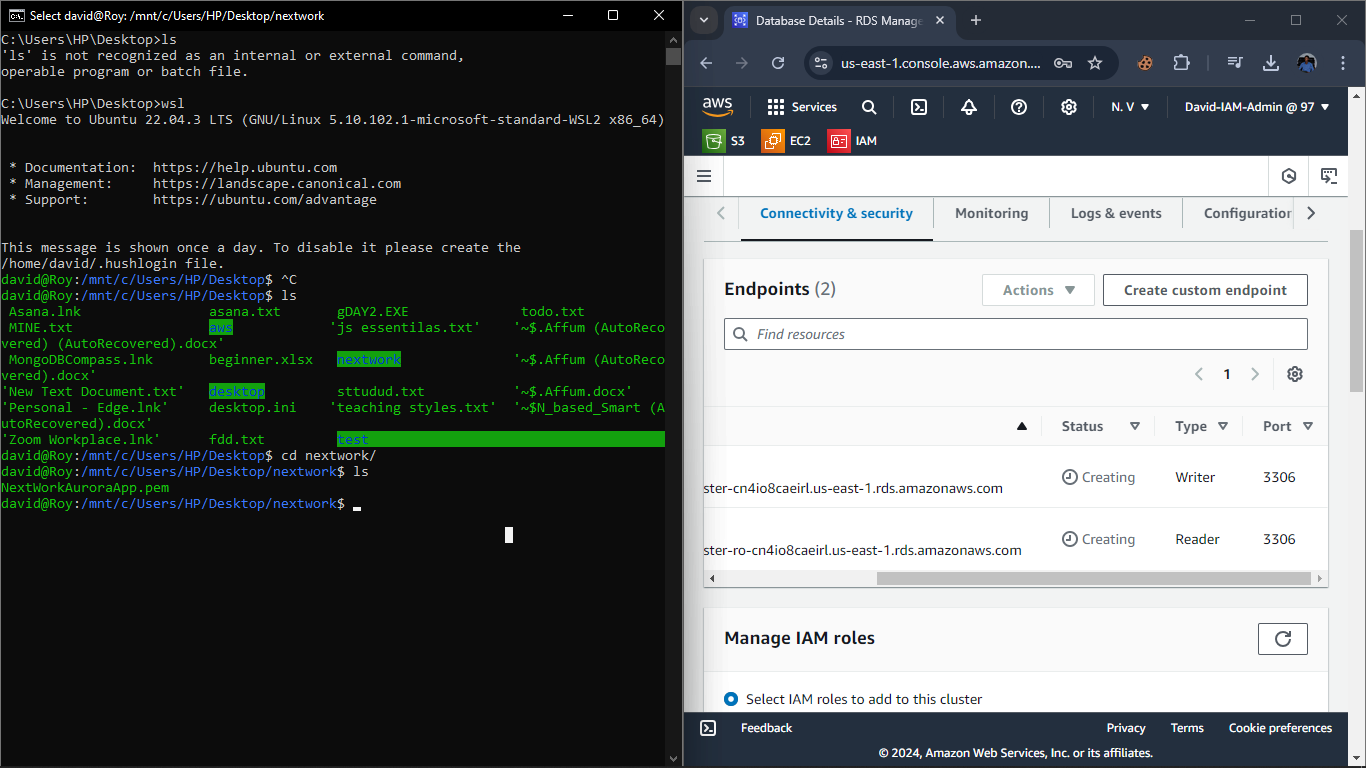 Select david@Roy: /mnt/c/Users/HP/Desktop/nextwork
C:\Users\HP\Desktop>ls
'ls' is not recognized as an internal or external command,
operable program or batch file.
C:\Users\HP\Desktop>wsl
Welcome to Ubuntu 22.04.3 LTS (GNU/Linux 5.10.102.1-microsoft-standard-WSL2 x86_64)
* Documentation:  https://help.ubuntu.com
* Management:     https://landscape.canonical.com
* Support:        https://ubuntu.com/advantage
This message is shown once a day. To disable it please create the
/home/david/.hushlogin file.
david@Roy:/mnt/c/Users/HP/Desktop$ ^C
david@Roy:/mnt/c/Users/HP/Desktop$ ls
Asana.lnk asana.txt gDAY2.EXE todo.txt
MINE.txt aws 'js essentilas.txt' '~$.Affum (AutoReco
vered) (AutoRecovered).docx'
MongoDBCompass.lnk beginner.xlsx nextwork '~$.Affum (AutoReco
vered).docx'
'New Text Document.txt' desktop sttudud.txt '~$.Affum.docx'
'Personal - Edge.lnk' desktop.ini 'teaching styles.txt' '~$N_based_Smart (A
utoRecovered).docx'
'Zoom Workplace.lnk' fdd.txt test
david@Roy:/mnt/c/Users/HP/Desktop$ cd nextwork/
david@Roy:/mnt/c/Users/HP/Desktop/nextwork$ ls
NextWorkAuroraApp.pem
david@Roy:/mnt/c/Users/HP/Desktop/nextwork$
Database Details - RDS Manage
us-east-1.console.aws.amazon....
aws Services N. V David-IAM-Admin @ 97
S3 EC2 IAM
Connectivity & security Monitoring Logs & events Configuration
Endpoints (2) Actions Create custom endpoint
Find resources
1
Status Type Port
ster-cn4io8caeirl.us-east-1.rds.amazonaws.com Creating Writer 3306
ster-ro-cn4io8caeirl.us-east-1.rds.amazonaws.com Creating Reader 3306
Manage IAM roles
Select IAM roles to add to this cluster
Feedback Privacy Terms Cookie preferences
© 2024, Amazon Web Services, Inc. or its affiliates.